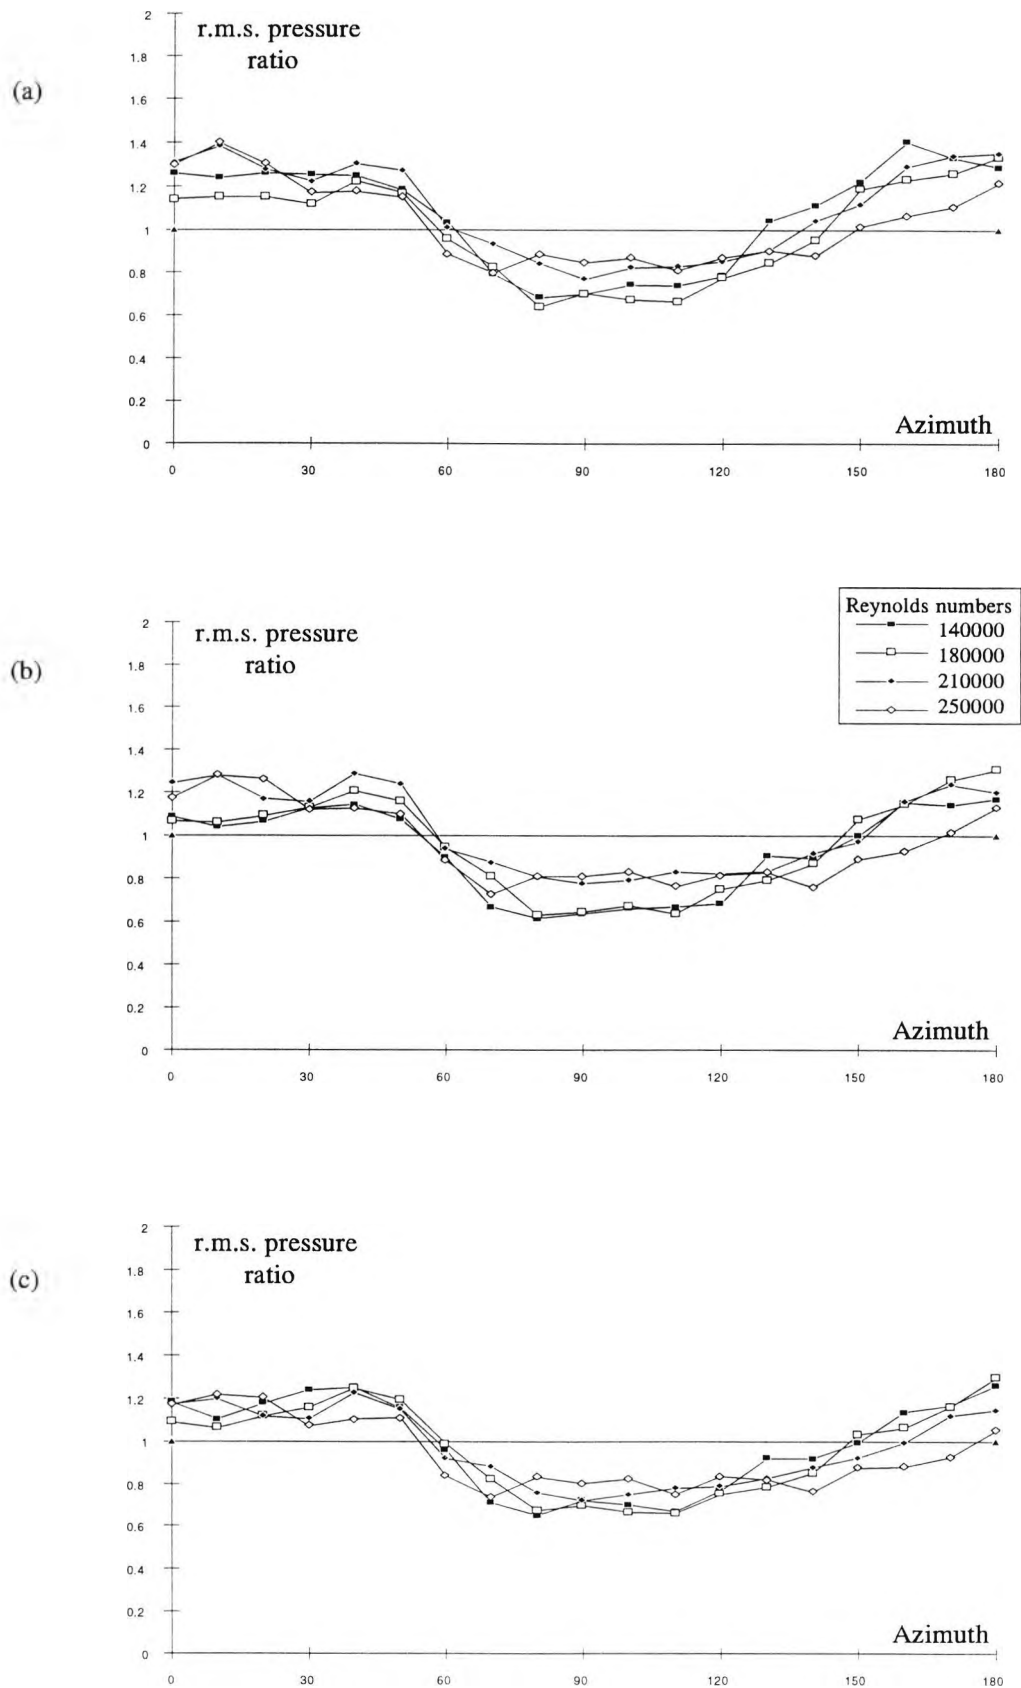 (a)
r.m.s. pressure
ratio
2
1.8
1.6
1.4
1.2
1
0.8
0.6
0.4
0.2
0
Azimuth
0 30 60 90 120 150 180
(b)
r.m.s. pressure
ratio
Reynolds numbers
140000
180000
210000
250000
2
1.8
1.6
1.4
1.2
1
0.8
0.6
0.4
0.2
0
Azimuth
0 30 60 90 120 150 180
(c)
r.m.s. pressure
ratio
2
1.8
1.6
1.4
1.2
1
0.8
0.6
0.4
0.2
0
Azimuth
0 30 60 90 120 150 180